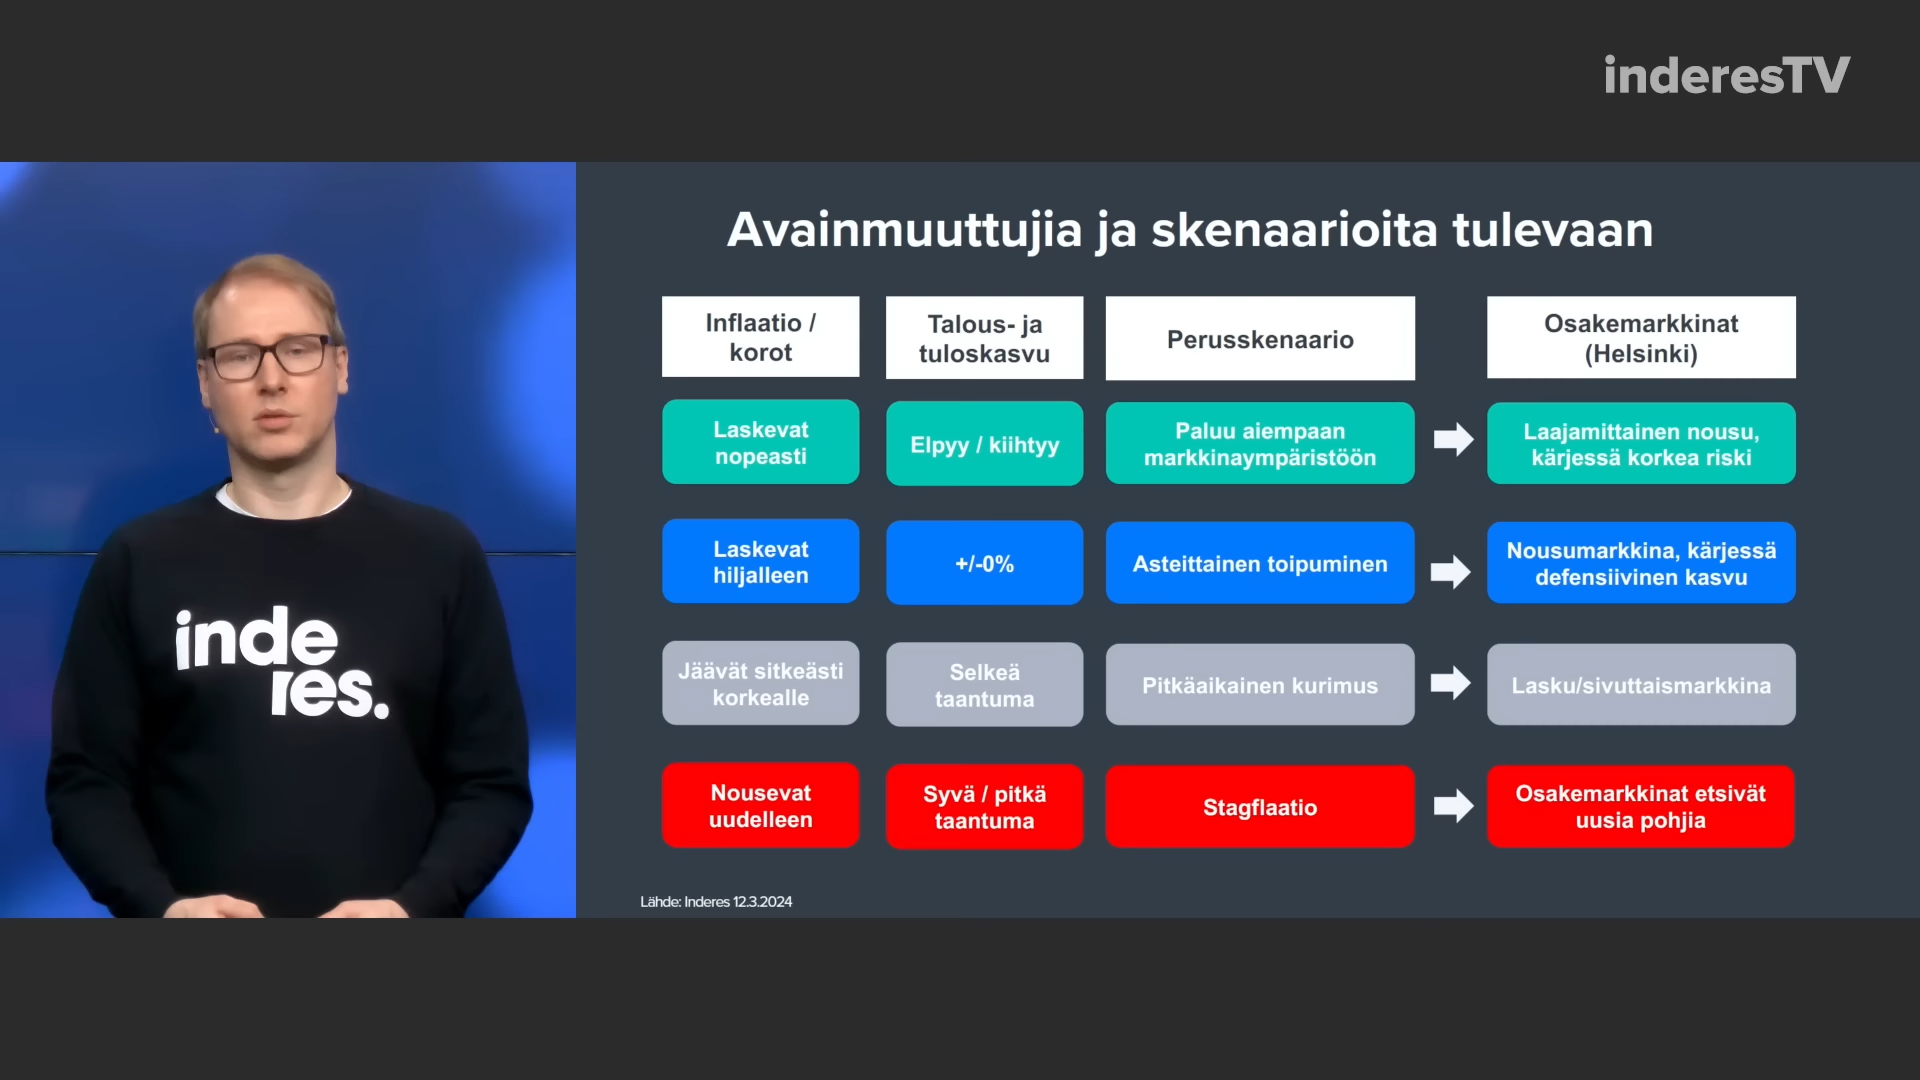 inderesTV
Avainmuuttujia ja skenaarioita tulevaan
Inflaatio /
korot
Talous- ja
tuloskasvu
Perusskenaario
Osakemarkkinat
(Helsinki)
Laskevat
nopeasti
Elpyy / kiihtyy
Paluu aiempaan
markkinaympäristöön
Laajamittainen nousu,
kärjessä korkea riski
Laskevat
hiljalleen
+/-0%
Asteittainen toipuminen
Nousumarkkina, kärjessä
defensiivinen kasvu
Jäävät sitkeästi
korkealle
Selkeä
taantuma
Pitkäaikainen kurimus
Lasku/sivuttaismarkkina
Nousevat
uudelleen
Syvä / pitkä
taantuma
Stagflaatio
Osakemarkkinat etsivät
uusia pohjia
Lähde: Inderes 12.3.2024
inde
res.